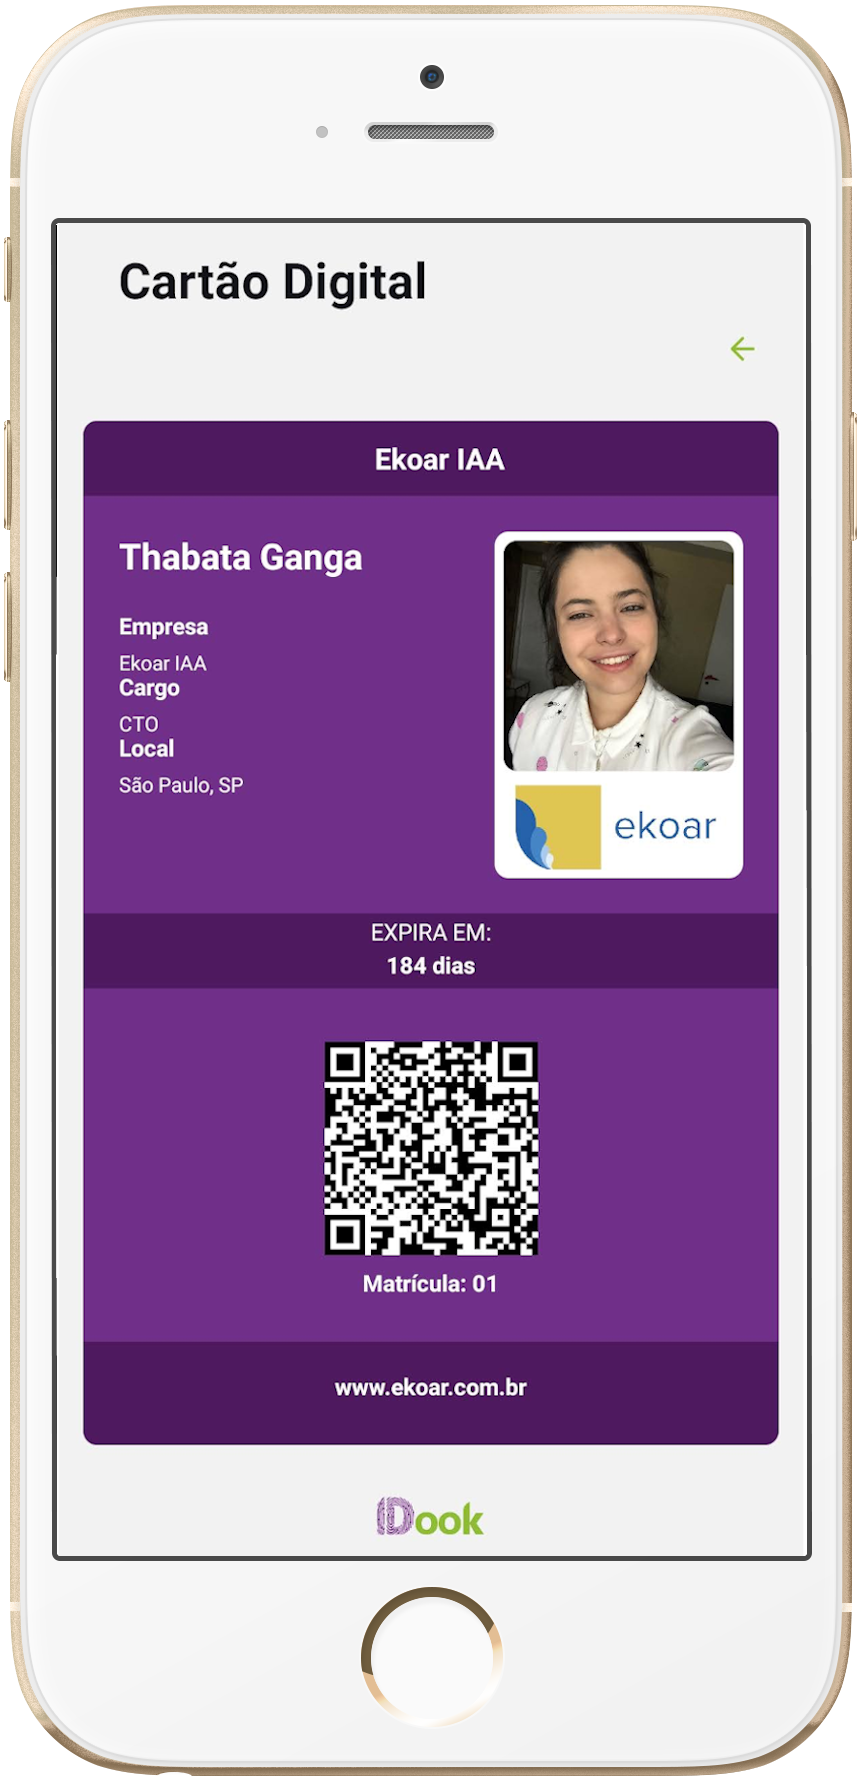 Cartão Digital
Ekoar IAA
Thabata Ganga
Empresa
Ekoar IAA
Cargo
CTO
Local
São Paulo, SP
ekoar
EXPIRA EM:
184 dias
Matrícula: 01
www.ekoar.com.br
IDook